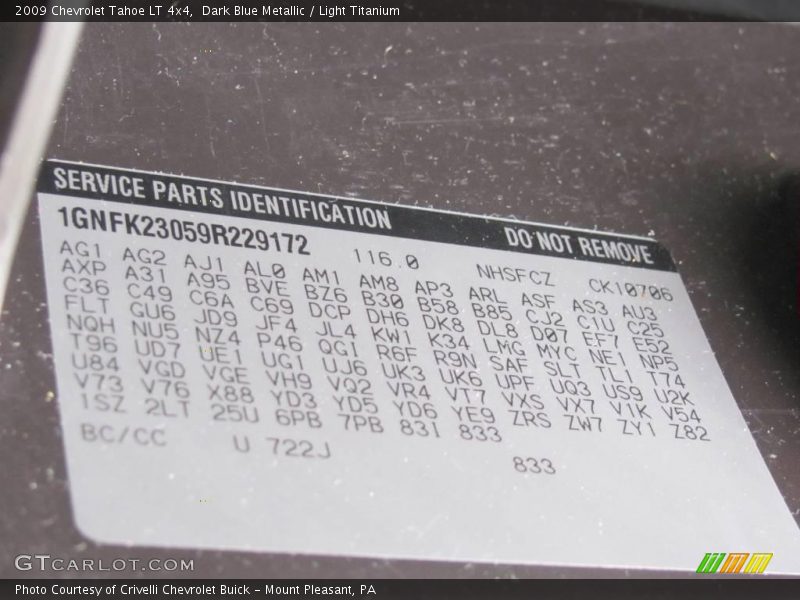 2009 Chevrolet Tahoe LT 4x4,  Dark Blue Metallic / Light Titanium
SERVICE PARTS IDENTIFICATION DO NOT REMOVE
1GNFK23059R229172 116.0 NHSFCZ CK10706
AG1 AG2 AJ1 AL0 AM1 AM8 AP3 ARL ASF AS3 AU3
AXP A31 A95 BVE BZ6 B30 B58 B85 CJ2 C1U C25
C36 C49 C6A C69 DCP DH6 DK8 DL8 D07 EF7 E52
FLT GU6 JD9 JF4 JL4 KW1 K34 LMG MYC NE1 NP5
NQH NU5 NZ4 P46 QG1 R6F R9N SAF SLT TL1 T74
T96 UD7 UE1 UG1 UJ6 UK3 UK6 UPF UQ3 US9 U2K
U84 VGD VGE VH9 VQ2 VR4 VT7 VXS VX7 V1K V54
V73 V76 X88 YD3 YD5 YD6 YE9 ZRS ZW7 ZY1 Z82
1SZ 2LT 25U 6PB 7PB 831 833
BC/CC U 722J 833
GTCARLOT.COM
Photo Courtesy of Crivelli Chevrolet Buick – Mount Pleasant, PA